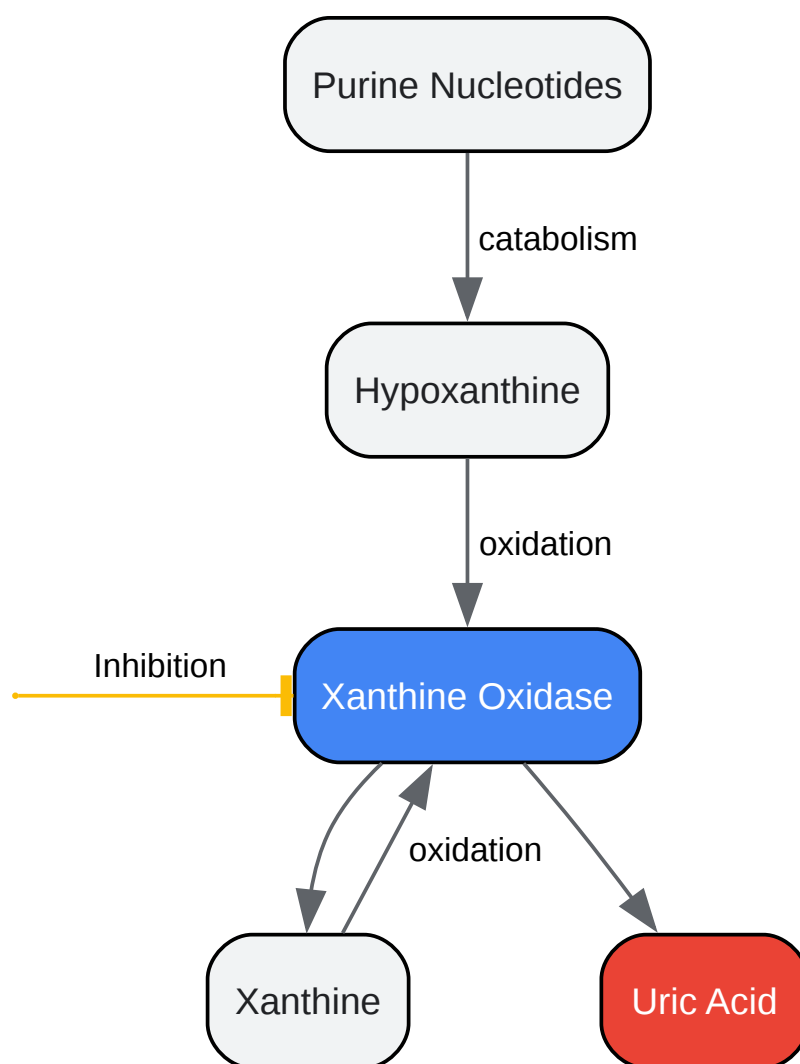 Purine Nucleotides
catabolism
Hypoxanthine
oxidation
Inhibition
Xanthine Oxidase
oxidation
Xanthine
Uric Acid